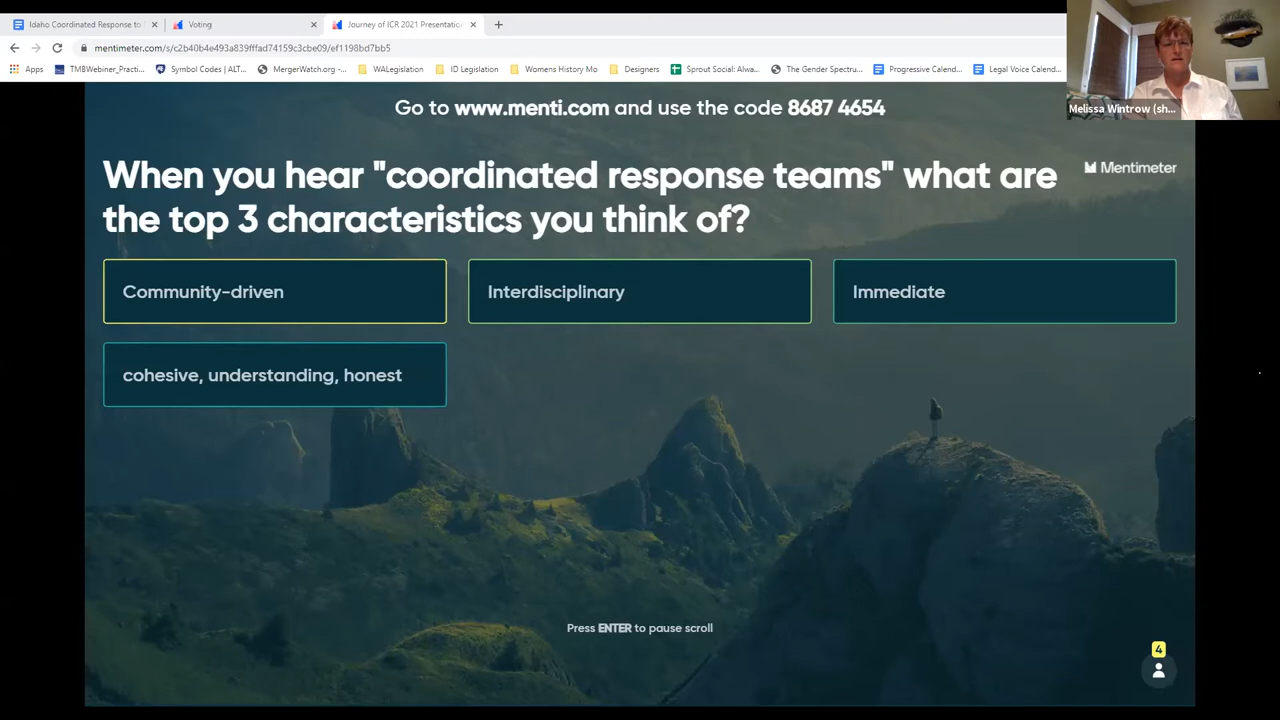 Idaho Coordinated Response to
Voting
Journey of ICR 2021 Presentatio
mentimeter.com/s/c2b40b4e493a839fffad74159c3cbe09/ef1198bd7bb5
Apps TMBWebiner_Practi... Symbol Codes | ALT... MergerWatch.org -... WALegislation ID Legislation Womens History Mo Designers Sprout Social: Alwa... The Gender Spectru... Progressive Calend... Legal Voice Calend...
Melissa Wintrow (sh...
Go to www.menti.com and use the code 8687 4654
Mentimeter
When you hear "coordinated response teams" what are
the top 3 characteristics you think of?
Community-driven
Interdisciplinary
Immediate
cohesive, understanding, honest
Press ENTER to pause scroll
4